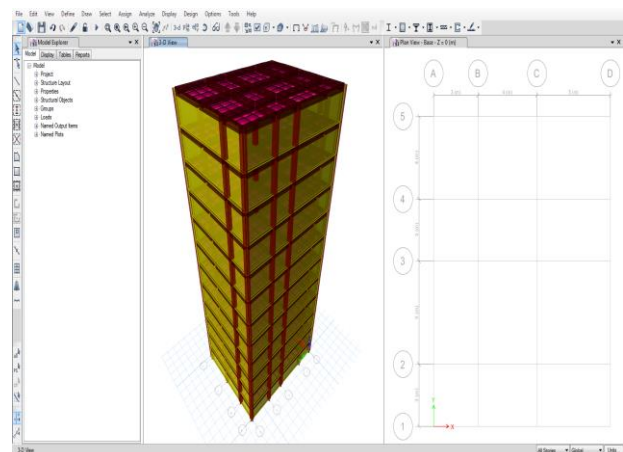 File Edit View Define Draw Select Assign Analyze Display Design Options Tools Help
Model Explorer
Model Display Tables Reports
Model
Project
Structure Layout
Properties
Structural Objects
Groups
Loads
Named Output Items
Named Plots
3-D View
Plan View - Base - Z = 0 (m)
A B C D
5
4
3
2
1
Y
X
3-D View
All Stories Global Units